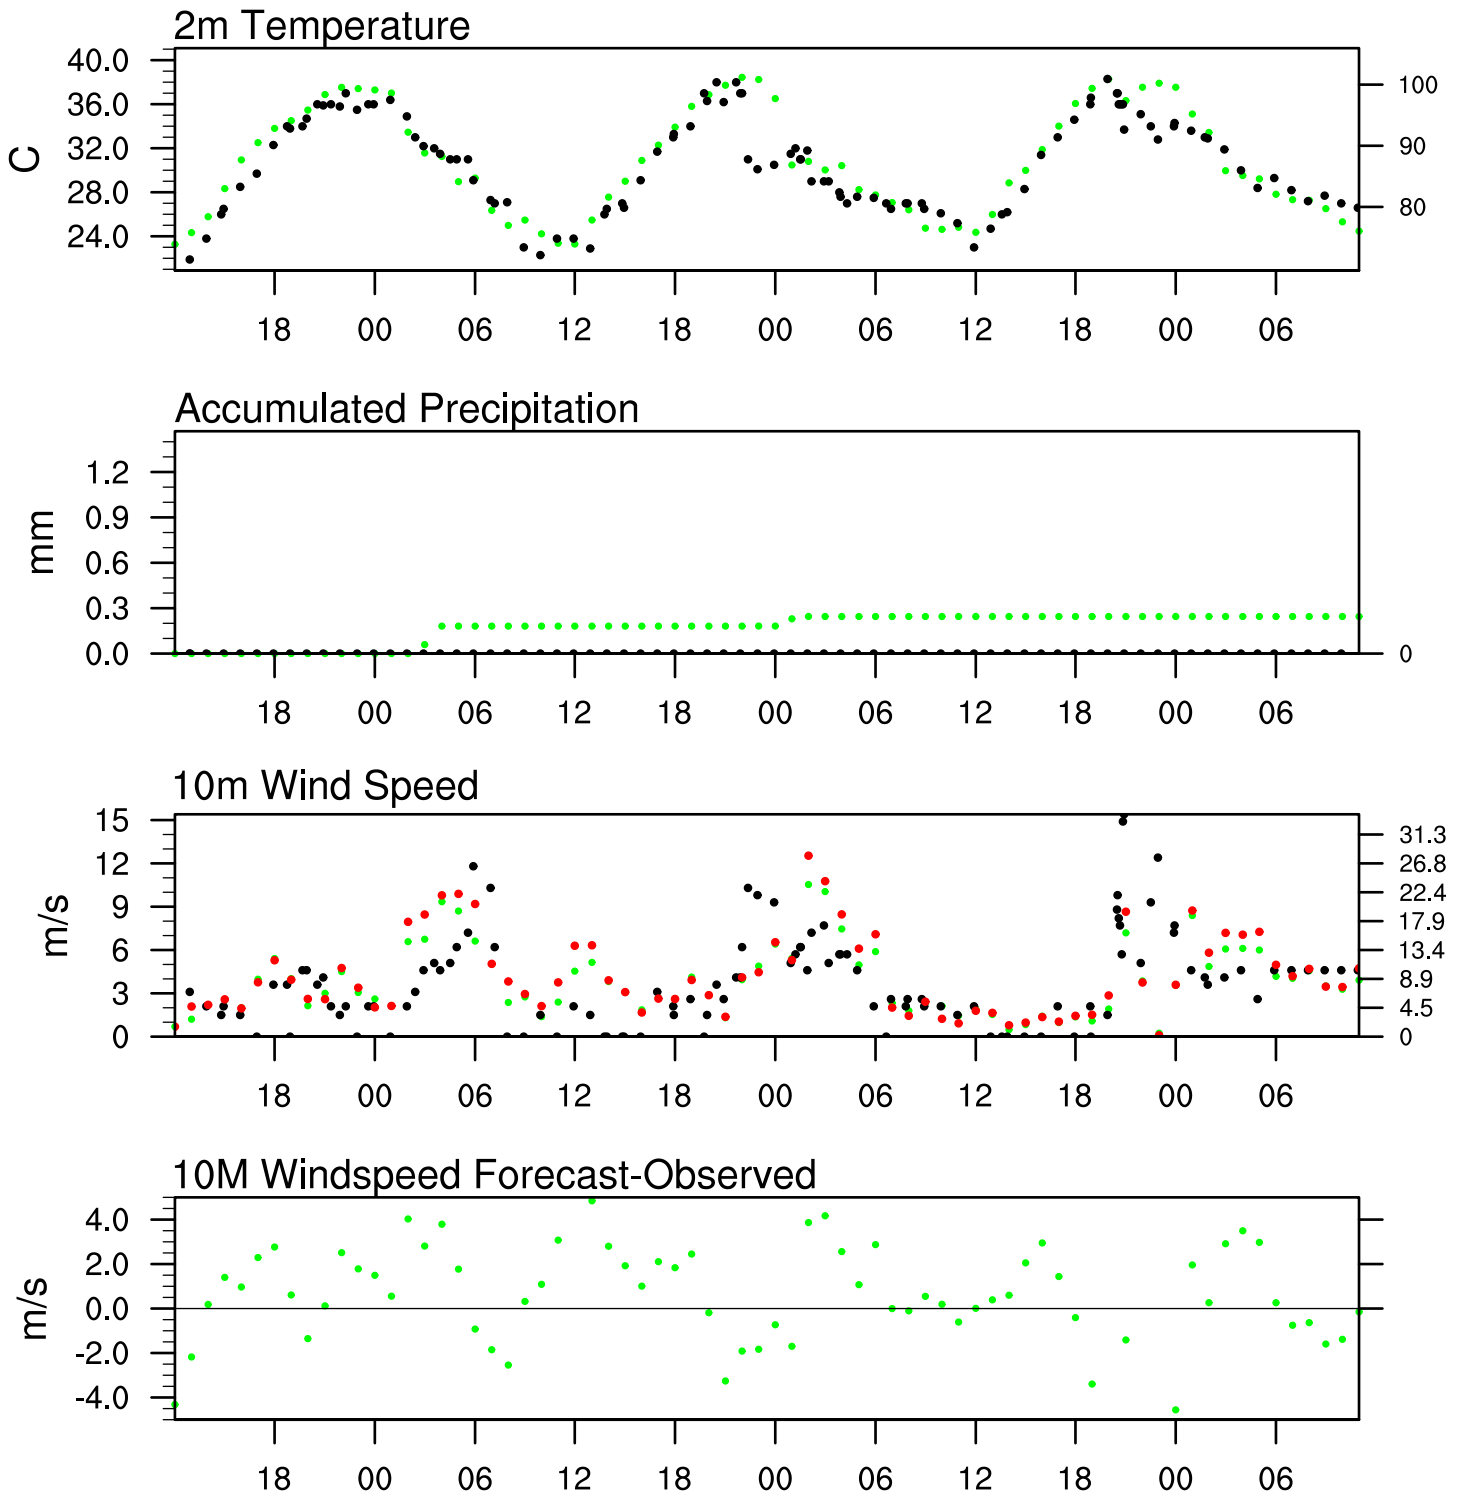 2m Temperature
40.0
36.0
32.0
28.0
24.0
C
100
90
80
18 00 06 12 18 00 06 12 18 00 06
Accumulated Precipitation
1.2
0.9
0.6
0.3
0.0
mm
0
18 00 06 12 18 00 06 12 18 00 06
10m Wind Speed
15
12
9
6
3
0
m/s
31.3
26.8
22.4
17.9
13.4
8.9
4.5
0
18 00 06 12 18 00 06 12 18 00 06
10M Windspeed Forecast-Observed
4.0
2.0
0.0
-2.0
-4.0
m/s
18 00 06 12 18 00 06 12 18 00 06